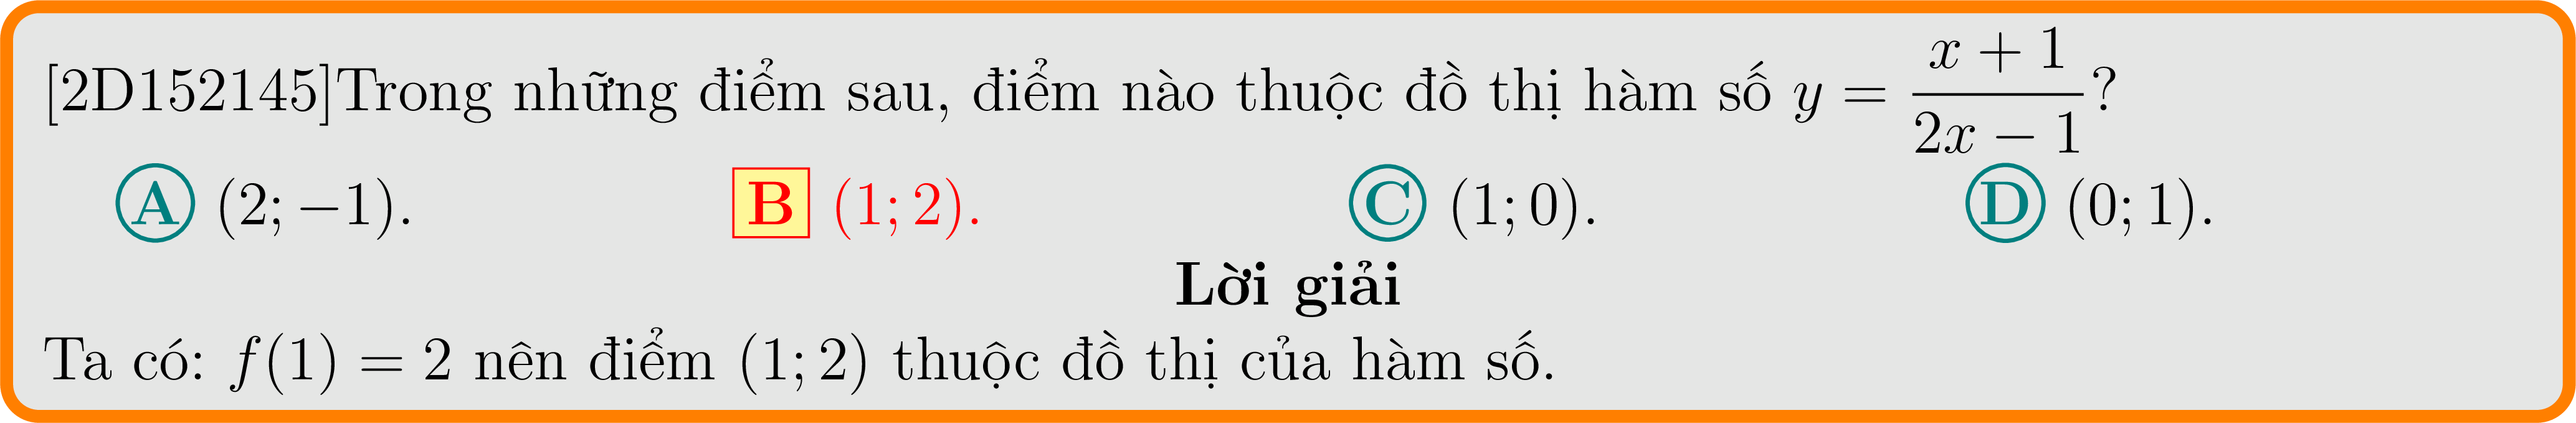 [2D152145]Trong những điểm sau, điểm nào thuộc đồ thị hàm số $y = \dfrac{x+1}{2x-1}$?
A (2; −1). B (1; 2). C (1; 0). D (0; 1).
Lời giải
Ta có: f(1) = 2 nên điểm (1; 2) thuộc đồ thị của hàm số.